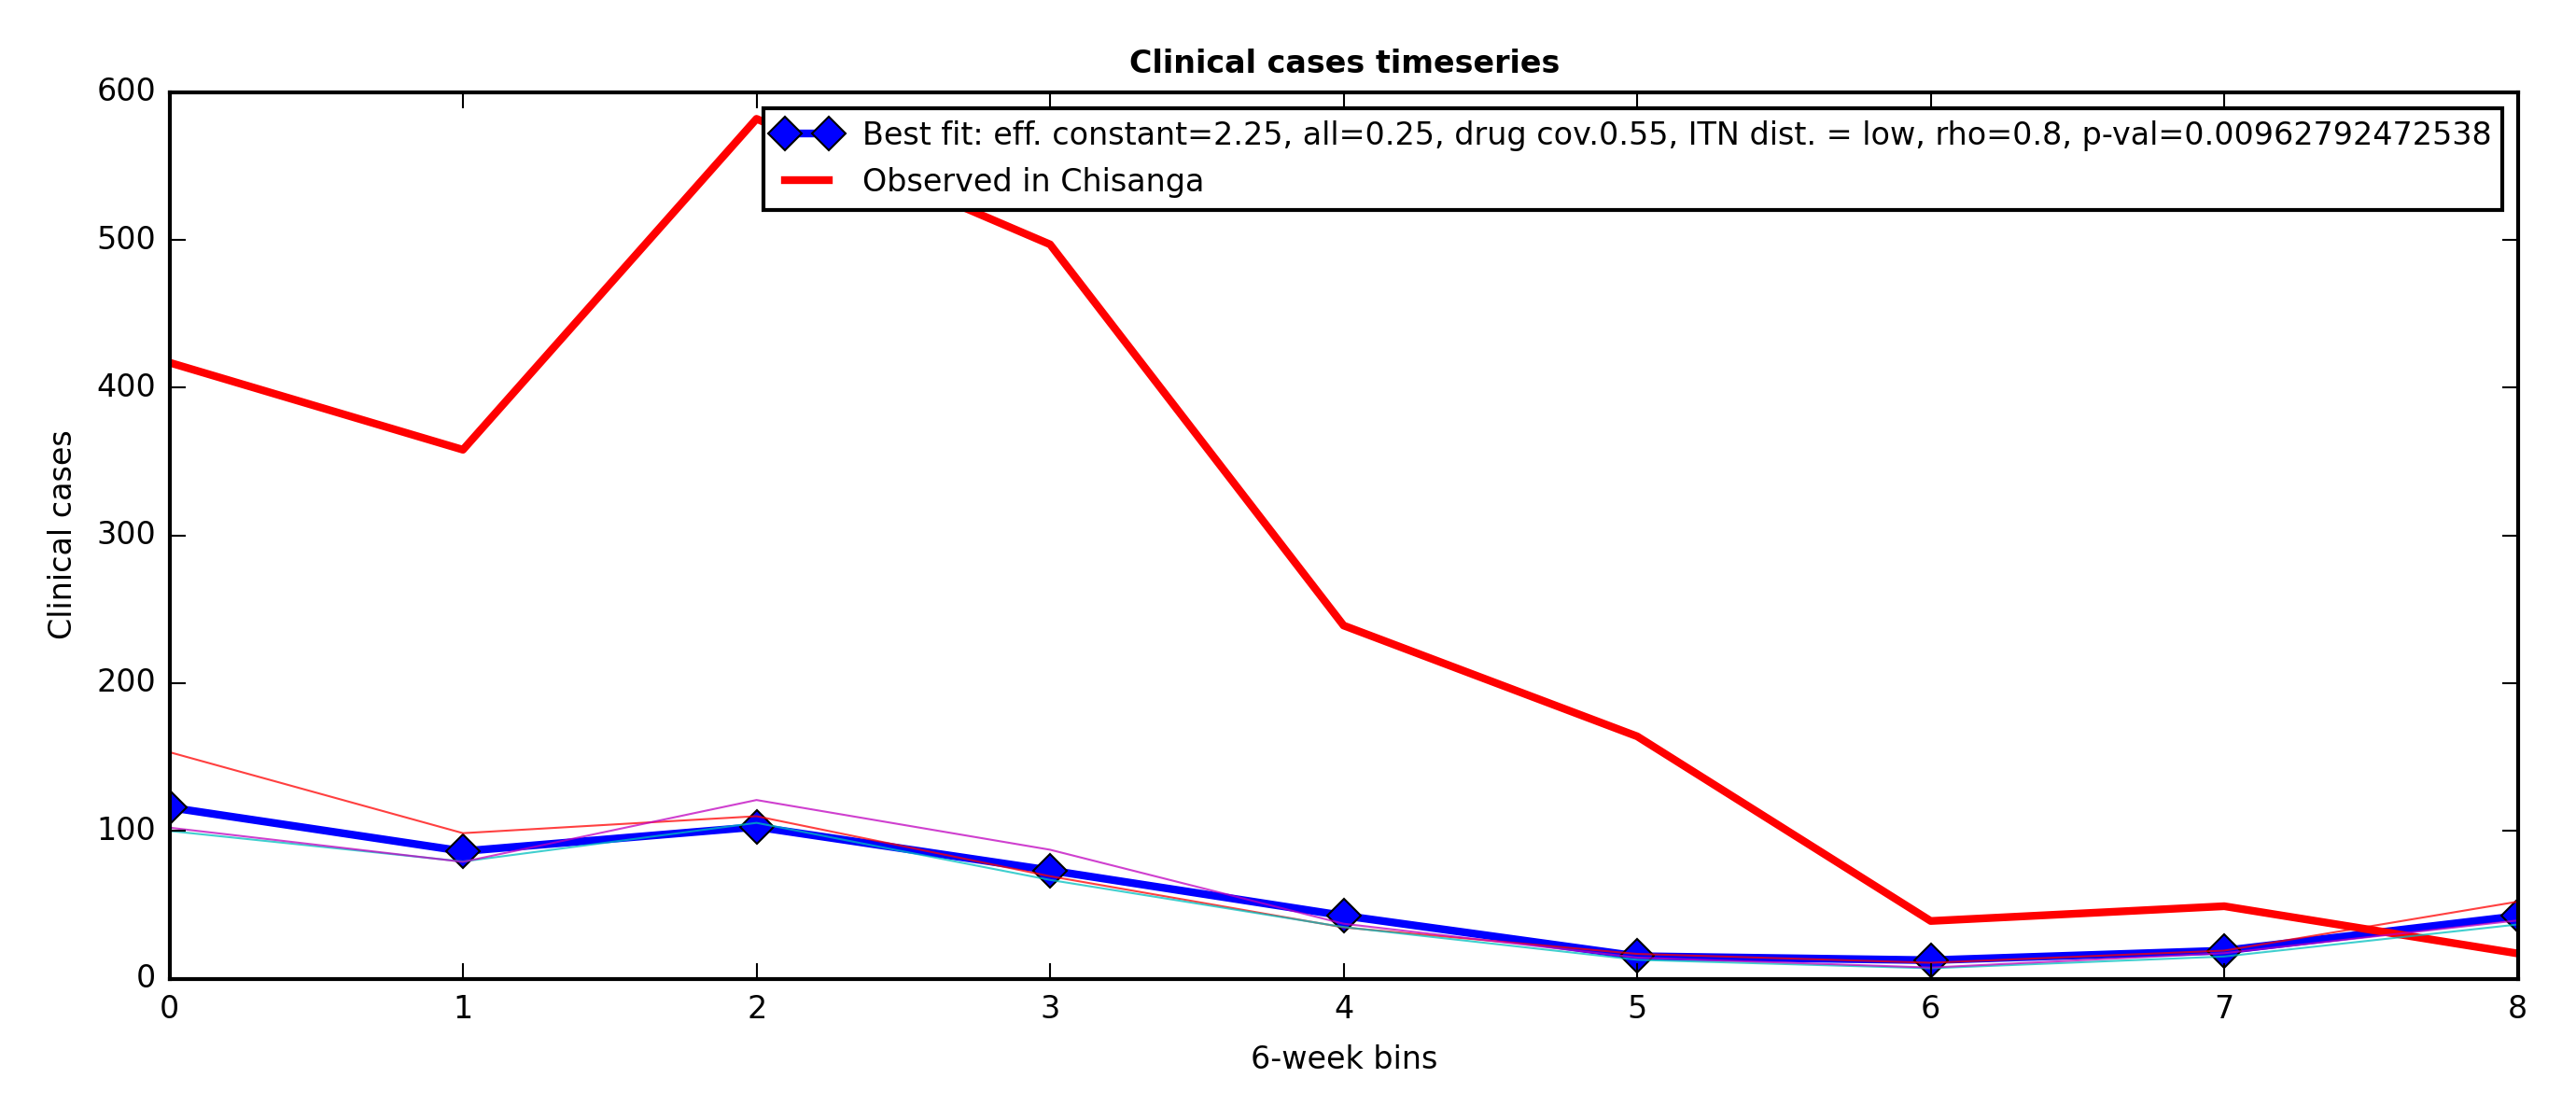 Clinical cases timeseries
600
500
400
300
200
100
0
Clinical cases
Best fit: eff. constant=2.25, all=0.25, drug cov.0.55, ITN dist. = low, rho=0.8, p-val=0.00962792472538
Observed in Chisanga
0 1 2 3 4 5 6 7 8
6-week bins